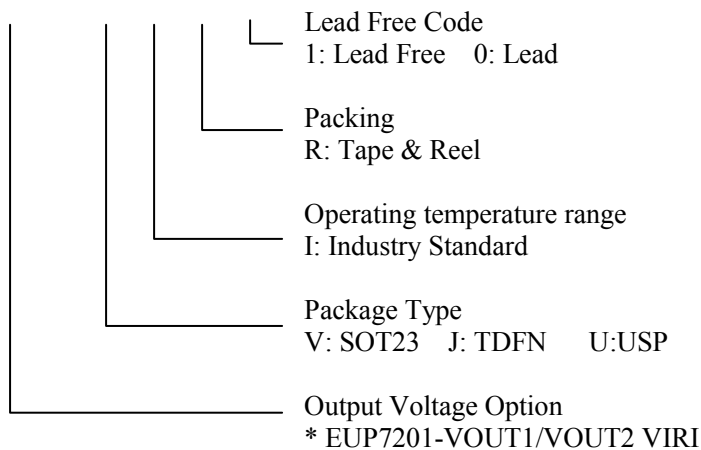 Lead Free Code
1: Lead Free 0: Lead
Packing
R: Tape & Reel
Operating temperature range
I: Industry Standard
Package Type
V: SOT23 J: TDFN U:USP
Output Voltage Option
* EUP7201-VOUT1/VOUT2 VIRI